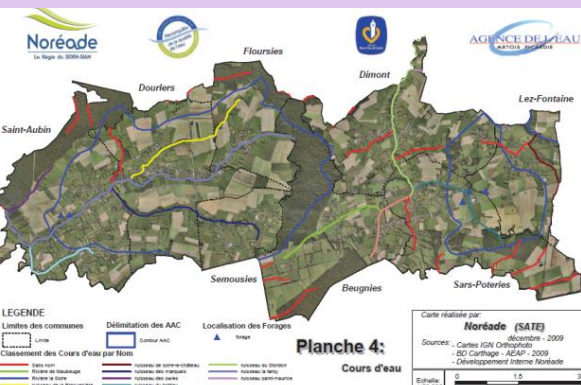 Noréade
La Régie du SIDEN-SIAN
AGENCE DE L'EAU
ARTOIS PICARDIE
Floursies
Dourlers
Dimont
Lez-Fontaine
Saint-Aubin
Semousies
Beugnies
Sars-Poteries
LEGENDE
Limites des communes
Délimitation des AAC
Localisation des Forages
Limite
Contour AAC
forage
Classement des Cours d'eau par Nom
Sans nom
Rivière la Solre
Planche 4:
Cours d'eau
Carte réalisée par:
Noréade (SATE)
décembre - 2009
Sources: - Cartes IGN Orthophoto
- BD Carthage - AEAP - 2009
- Développement Interne Noréade
Echelle:
0 1.5 3